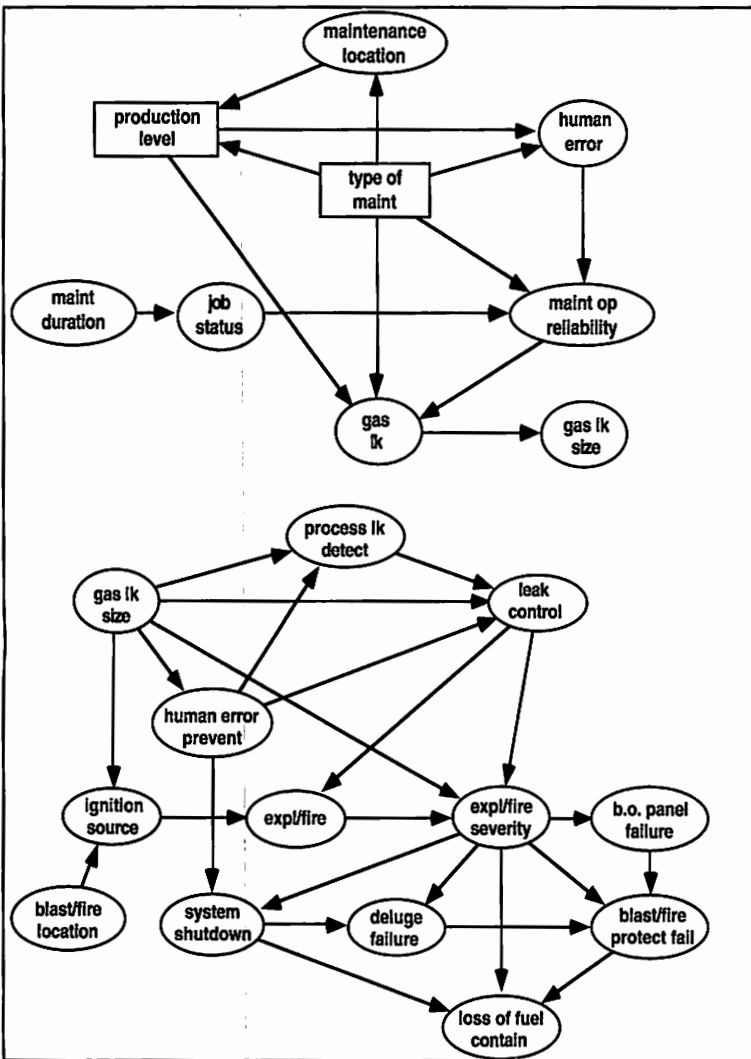 maintenance
location
production
level
human
error
type of
maint
maint
duration
job
status
maint op
reliability
gas
lk
gas lk
size
process lk
detect
gas lk
size
leak
control
human error
prevent
ignition
source
expl/fire
expl/fire
severity
b.o. panel
failure
blast/fire
location
system
shutdown
deluge
failure
blast/fire
protect fail
loss of fuel
contain